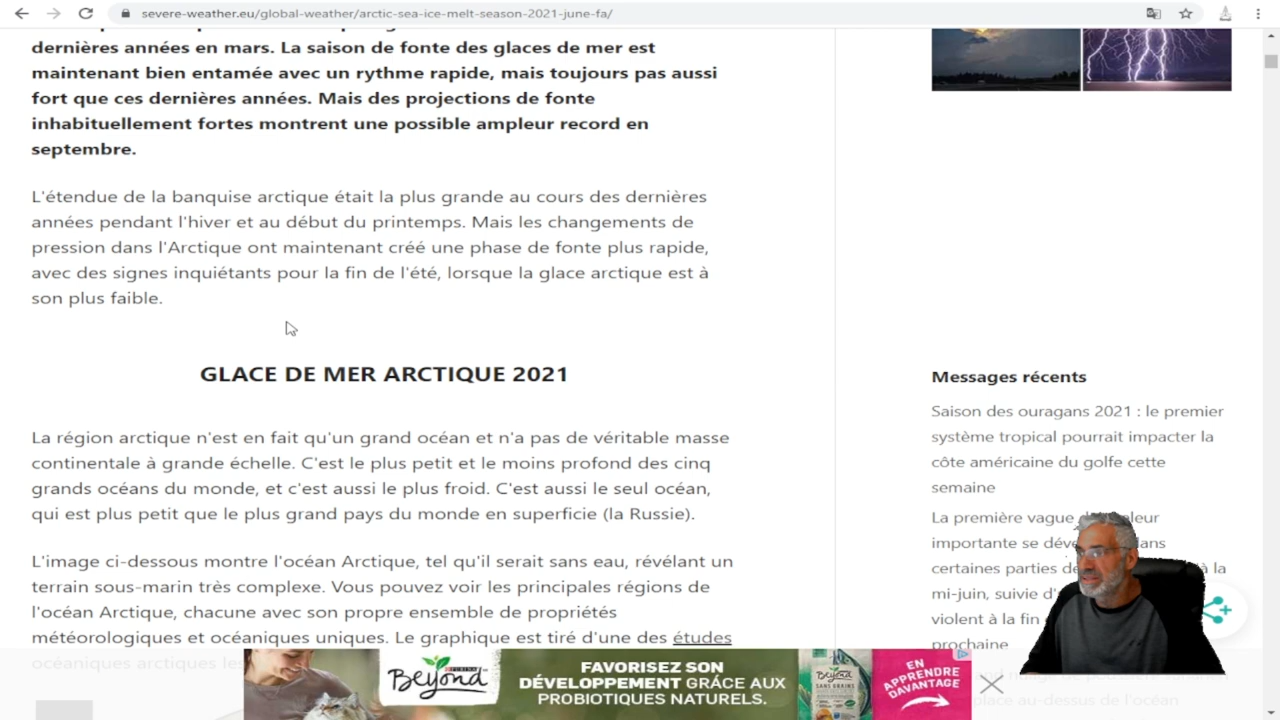 severe-weather.eu/global-weather/arctic-sea-ice-melt-season-2021-june-fa/
dernières années en mars. La saison de fonte des glaces de mer est
maintenant bien entamée avec un rythme rapide, mais toujours pas aussi
fort que ces dernières années. Mais des projections de fonte
inhabituellement fortes montrent une possible ampleur record en
septembre.
L'étendue de la banquise arctique était la plus grande au cours des dernières
années pendant l'hiver et au début du printemps. Mais les changements de
pression dans l'Arctique ont maintenant créé une phase de fonte plus rapide,
avec des signes inquiétants pour la fin de l'été, lorsque la glace arctique est à
son plus faible.
GLACE DE MER ARCTIQUE 2021
La région arctique n'est en fait qu'un grand océan et n'a pas de véritable masse
continentale à grande échelle. C'est le plus petit et le moins profond des cinq
grands océans du monde, et c'est aussi le plus froid. C'est aussi le seul océan,
qui est plus petit que le plus grand pays du monde en superficie (la Russie).
L'image ci-dessous montre l'océan Arctique, tel qu'il serait sans eau, révélant un
terrain sous-marin très complexe. Vous pouvez voir les principales régions de
l'océan Arctique, chacune avec son propre ensemble de propriétés
météorologiques et océaniques uniques. Le graphique est tiré d'une des études
océaniques arctiques
Messages récents
Saison des ouragans 2021 : le premier
système tropical pourrait impacter la
côte américaine du golfe cette
semaine
La première vague
importante se dans
certaines parties à la
mi-juin, suivie
violent à la fin
prochaine
au-dessus de l'océan
PURINA
Beyond
FAVORISEZ SON
DÉVELOPPEMENT GRÂCE AUX
PROBIOTIQUES NATURELS.
Beyond
SANS GRAINS
EN
APPRENDRE
DAVANTAGE